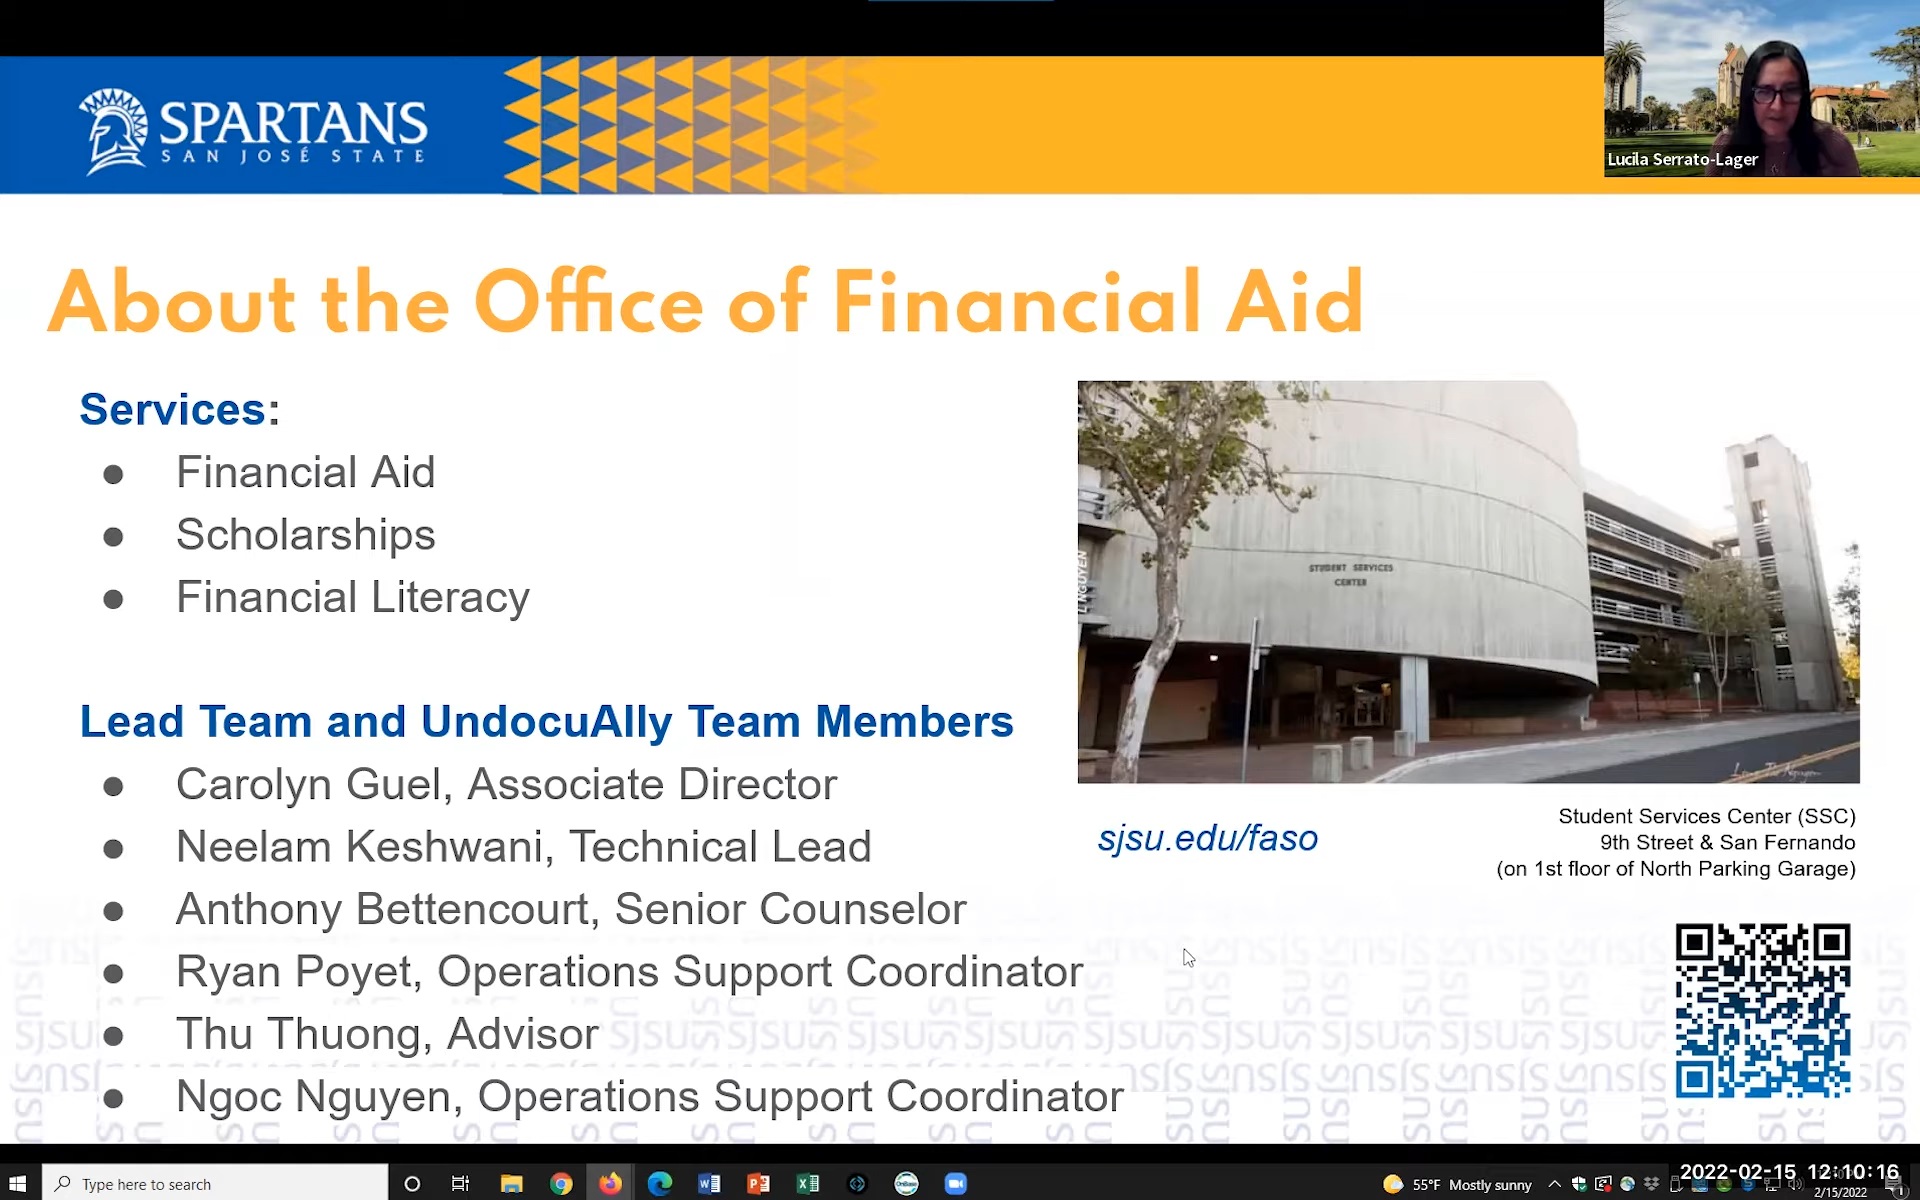 SPARTANS
SAN JOSÉ STATE
Lucila Serrato-Lager
About the Office of Financial Aid
Services:
● Financial Aid
● Scholarships
● Financial Literacy
Lead Team and UndocuAlly Team Members
● Carolyn Guel, Associate Director
● Neelam Keshwani, Technical Lead
● Anthony Bettencourt, Senior Counselor
● Ryan Poyet, Operations Support Coordinator
● Thu Thuong, Advisor
● Ngoc Nguyen, Operations Support Coordinator
STUDENT SERVICES
CENTER
sjsu.edu/faso
Student Services Center (SSC)
9th Street & San Fernando
(on 1st floor of North Parking Garage)
Type here to search
55°F Mostly sunny
2022-02-15 12:10:16
2/15/2022